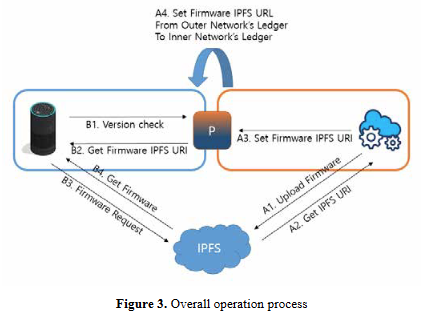 A4. Set Firmware IPFS URL
From Outer Network's Ledger
To Inner Network's Ledger
B1. Version check
P
B2. Get Firmware IPFS URI
A3. Set Firmware IPFS URI
B4. Get Firmware
B3. Firmware Request
A1. Upload Firmware
A2. Get IPFS URI
IPFS
Figure 3. Overall operation process